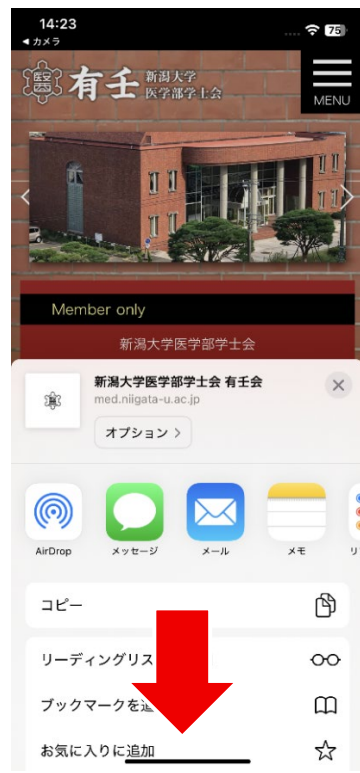 14:23
75
◀ カメラ
有壬 新潟大学
医学部学士会
MENU
Member only
新潟大学医学部学士会
新潟大学医学部学士会 有壬会
med.niigata-u.ac.jp
オプション >
AirDrop
メッセージ
メール
メモ
リ
コピー
リーディングリス
ブックマークを追
お気に入りに追加